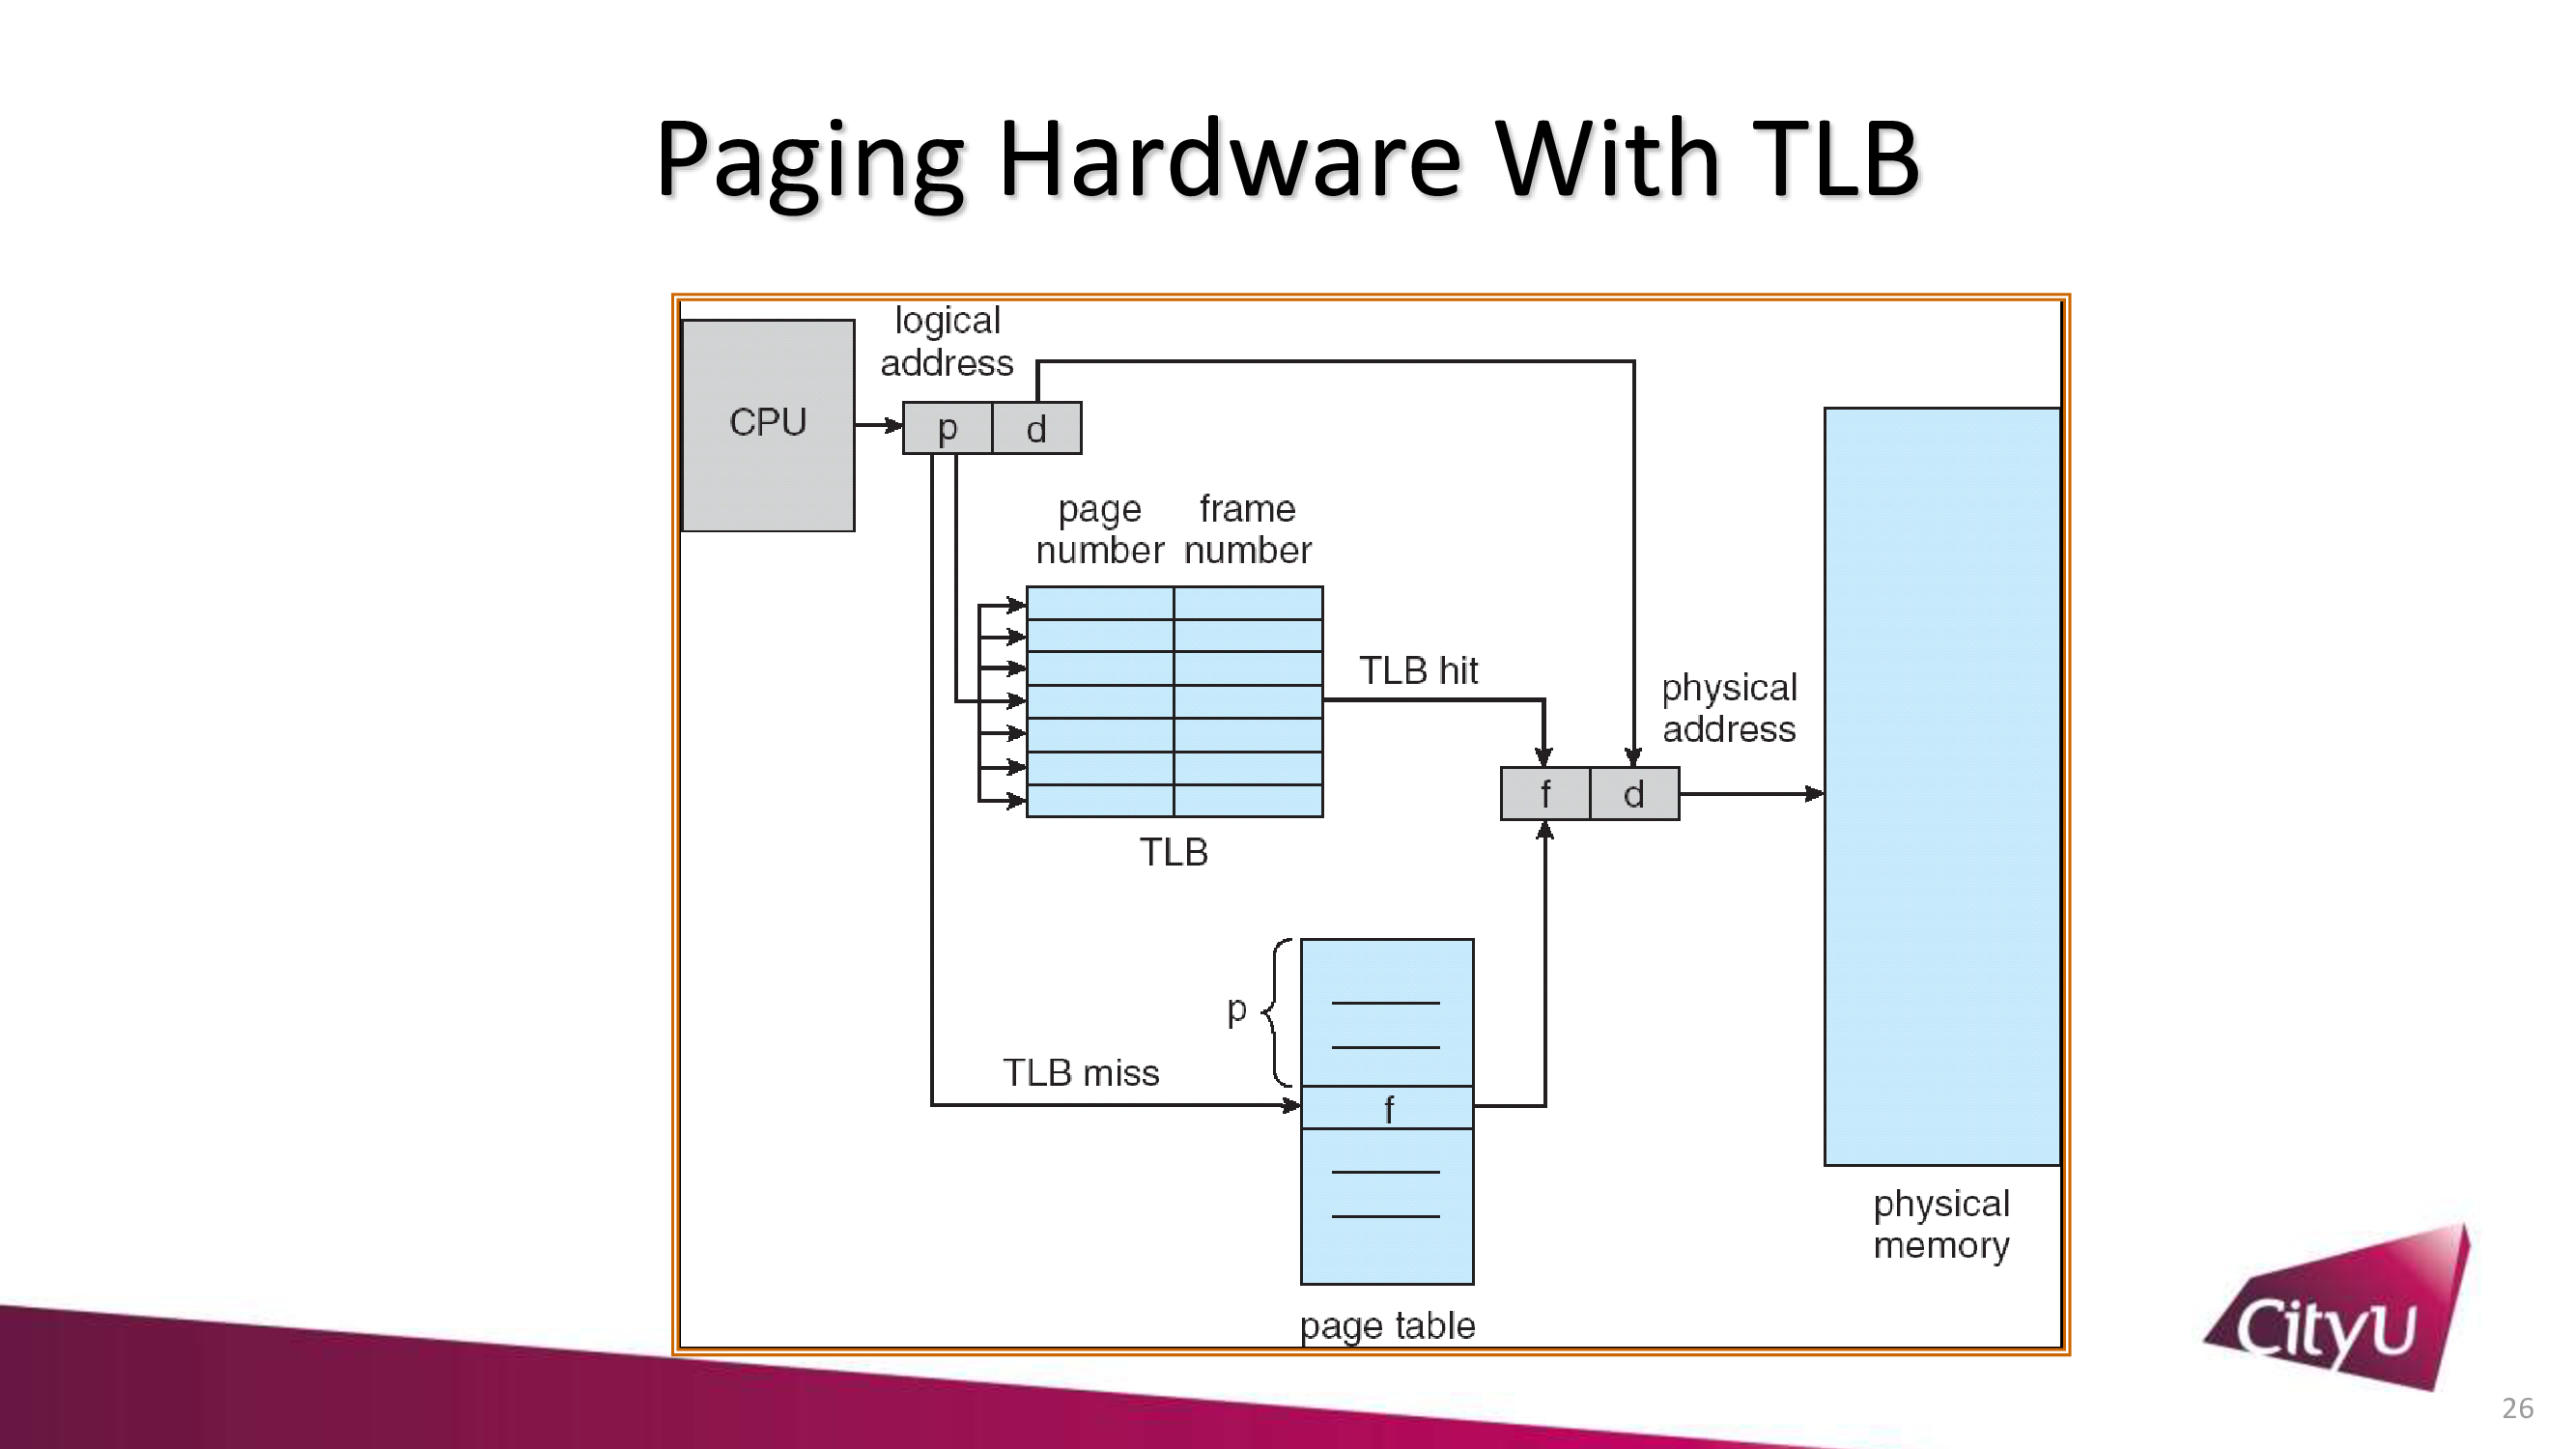 Paging Hardware With TLB
logical
address
CPU
p
d
page
number
frame
number
TLB hit
physical
address
f
d
TLB
p
TLB miss
f
physical
memory
page table
CityU
26